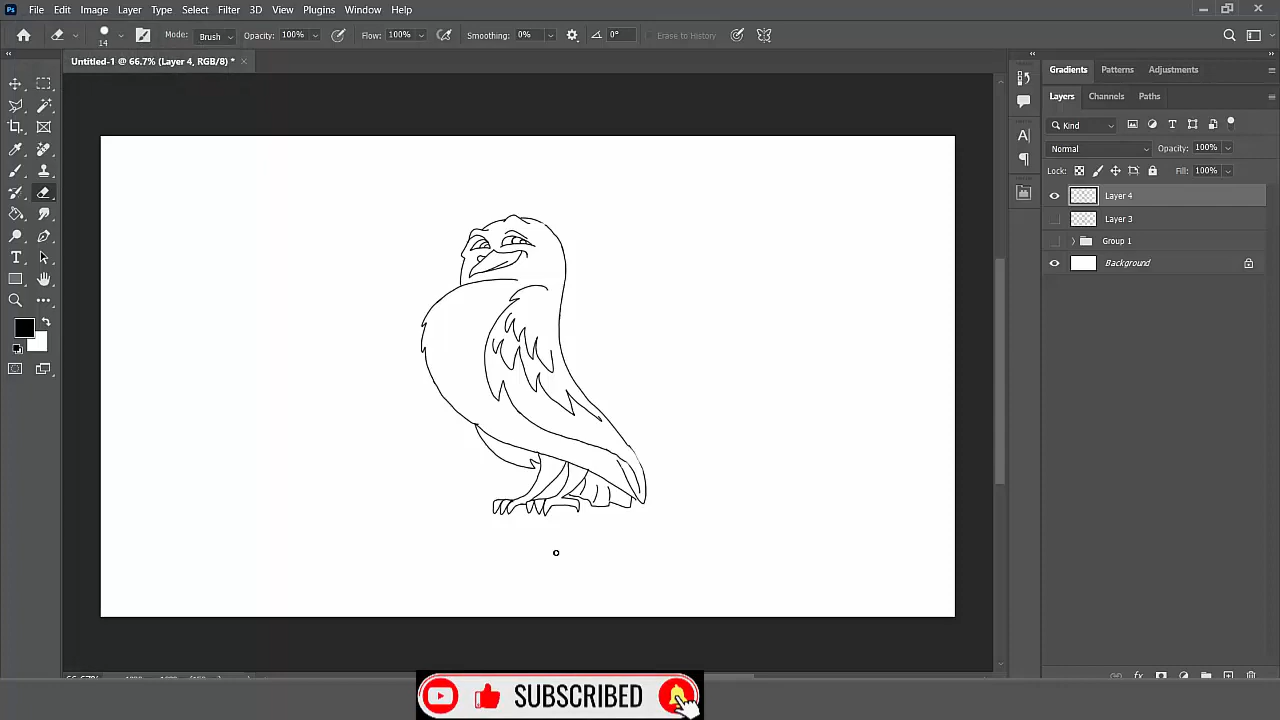 Ps File Edit Image Layer Type Select Filter 3D View Plugins Window Help
14 Mode: Brush Opacity: 100% Flow: 100% Smoothing: 0% 0° Erase to History
Untitled-1 @ 66.7% (Layer 4, RGB/8) *
Gradients Patterns Adjustments
Layers Channels Paths
Kind
Normal Opacity: 100%
Lock: Fill: 100%
Layer 4
Layer 3
Group 1
Background
SUBSCRIBED